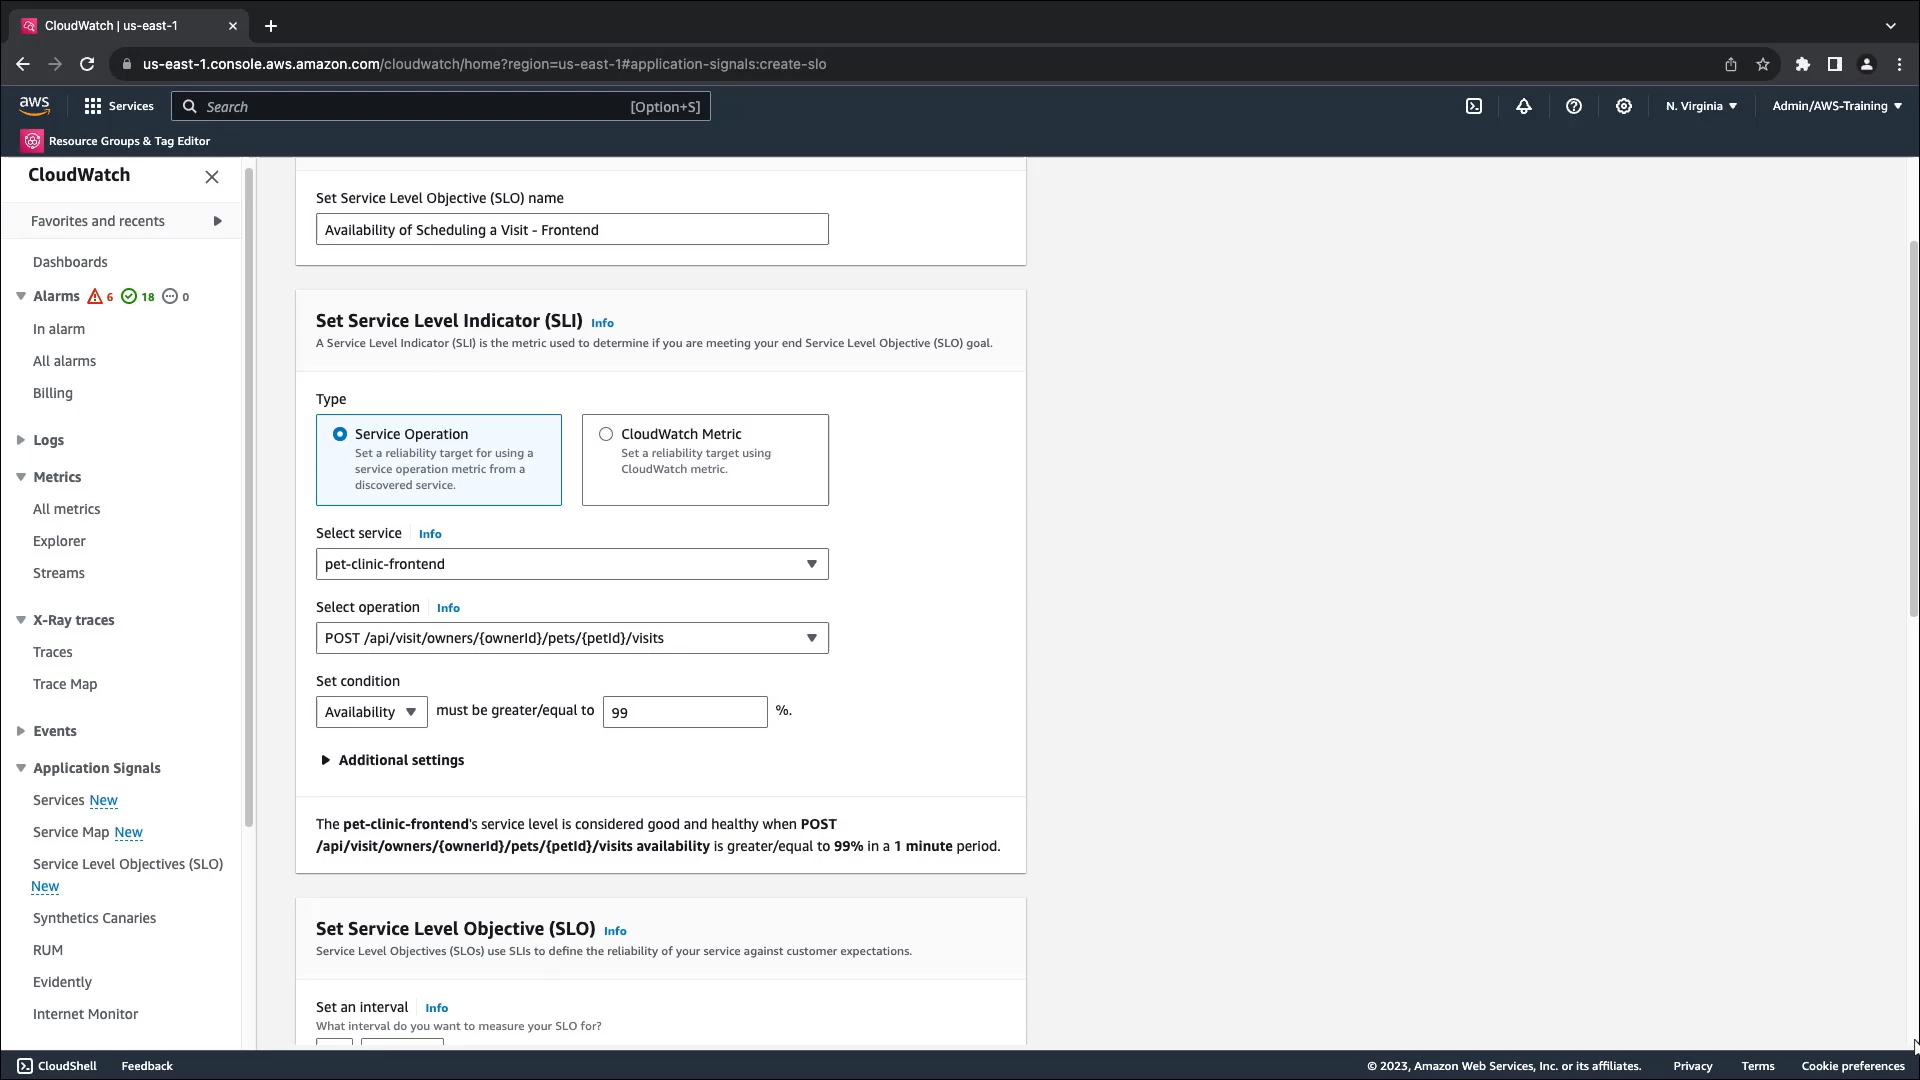 CloudWatch | us-east-1
us-east-1.console.aws.amazon.com/cloudwatch/home?region=us-east-1#application-signals:create-slo
aws
Services
Search
[Option+S]
N. Virginia
Admin/AWS-Training
Resource Groups & Tag Editor
CloudWatch
Favorites and recents
Dashboards
Alarms 6 18 0
In alarm
All alarms
Billing
Logs
Metrics
All metrics
Explorer
Streams
X-Ray traces
Traces
Trace Map
Events
Application Signals
Services New
Service Map New
Service Level Objectives (SLO)
New
Synthetics Canaries
RUM
Evidently
Internet Monitor
Set Service Level Objective (SLO) name
Availability of Scheduling a Visit - Frontend
Set Service Level Indicator (SLI) Info
A Service Level Indicator (SLI) is the metric used to determine if you are meeting your end Service Level Objective (SLO) goal.
Type
Service Operation
Set a reliability target for using a
service operation metric from a
discovered service.
CloudWatch Metric
Set a reliability target using
CloudWatch metric.
Select service Info
pet-clinic-frontend
Select operation Info
POST /api/visit/owners/{ownerId}/pets/{petId}/visits
Set condition
Availability must be greater/equal to 99 %.
Additional settings
The pet-clinic-frontend's service level is considered good and healthy when POST
/api/visit/owners/{ownerId}/pets/{petId}/visits availability is greater/equal to 99% in a 1 minute period.
Set Service Level Objective (SLO) Info
Service Level Objectives (SLOs) use SLIs to define the reliability of your service against customer expectations.
Set an interval Info
What interval do you want to measure your SLO for?
CloudShell
Feedback
© 2023, Amazon Web Services, Inc. or its affiliates.
Privacy
Terms
Cookie preferences